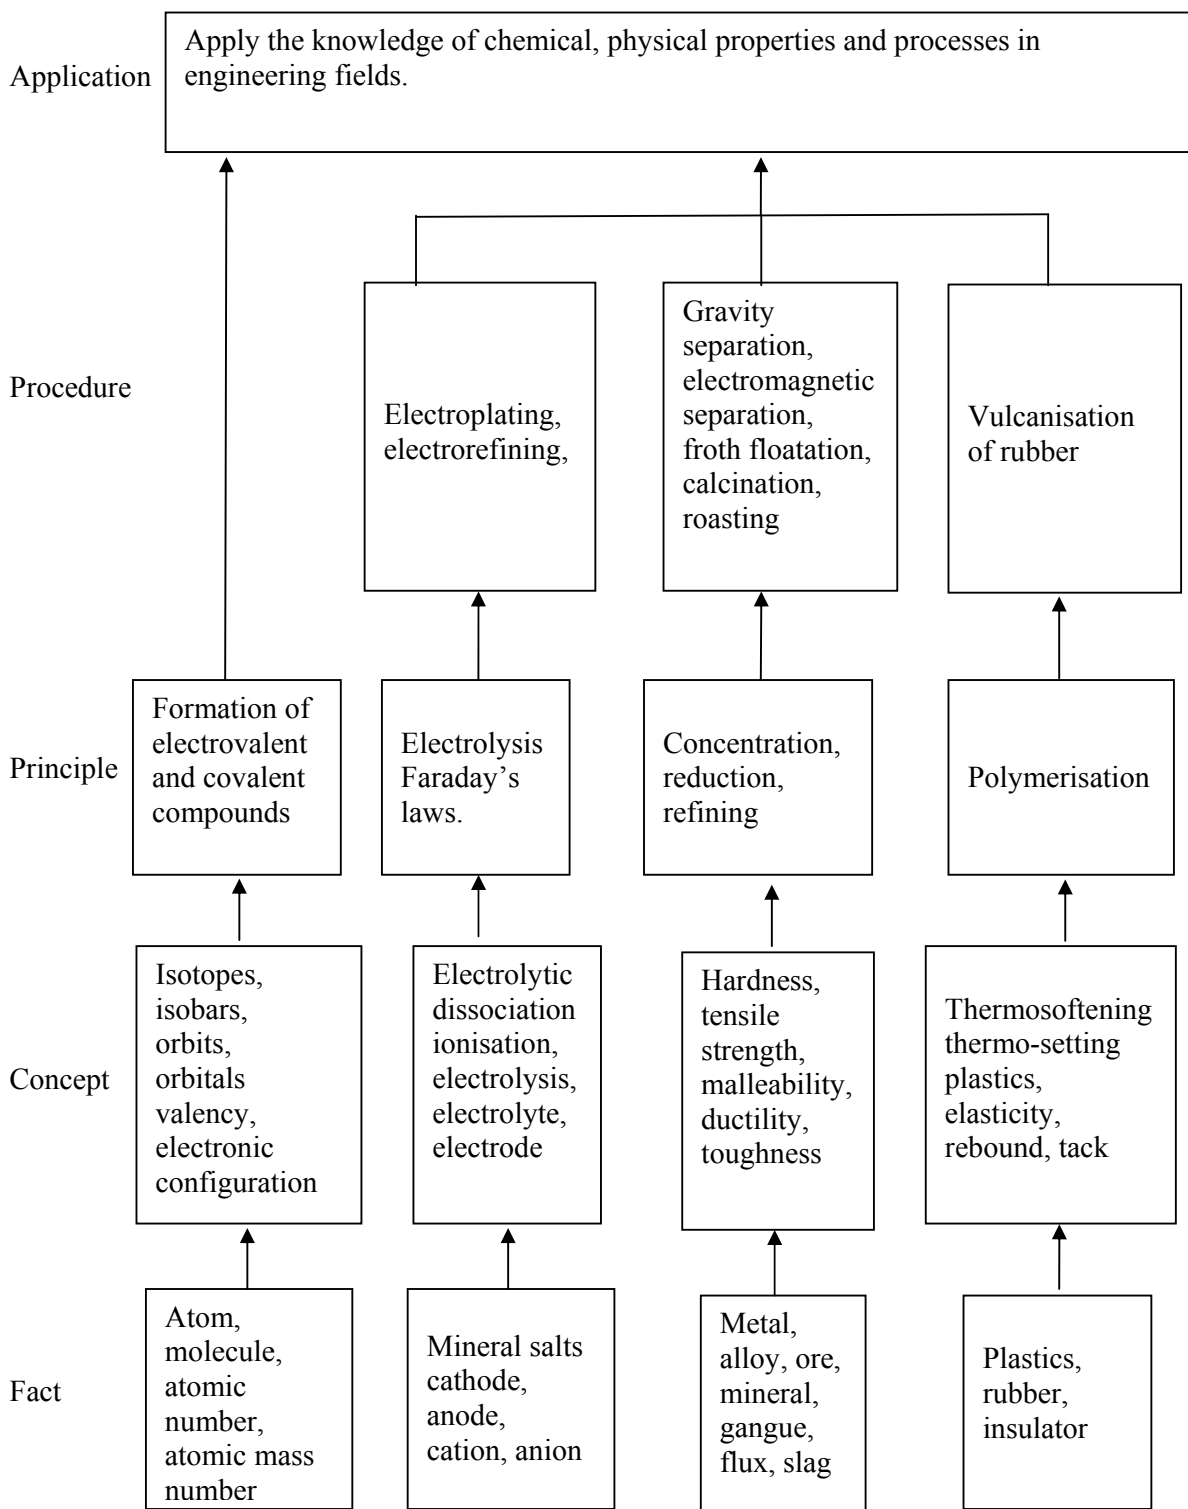 Application
Apply the knowledge of chemical, physical properties and processes in
engineering fields.
Procedure
Electroplating,
electrorefining,
Gravity
separation,
electromagnetic
separation,
froth floatation,
calcination,
roasting
Vulcanisation
of rubber
Principle
Formation of
electrovalent
and covalent
compounds
Electrolysis
Faraday’s
laws.
Concentration,
reduction,
refining
Polymerisation
Concept
Isotopes,
isobars,
orbits,
orbitals
valency,
electronic
configuration
Electrolytic
dissociation
ionisation,
electrolysis,
electrolyte,
electrode
Hardness,
tensile
strength,
malleability,
ductility,
toughness
Thermosoftening
thermo-setting
plastics,
elasticity,
rebound, tack
Fact
Atom,
molecule,
atomic
number,
atomic mass
number
Mineral salts
cathode,
anode,
cation, anion
Metal,
alloy, ore,
mineral,
gangue,
flux, slag
Plastics,
rubber,
insulator